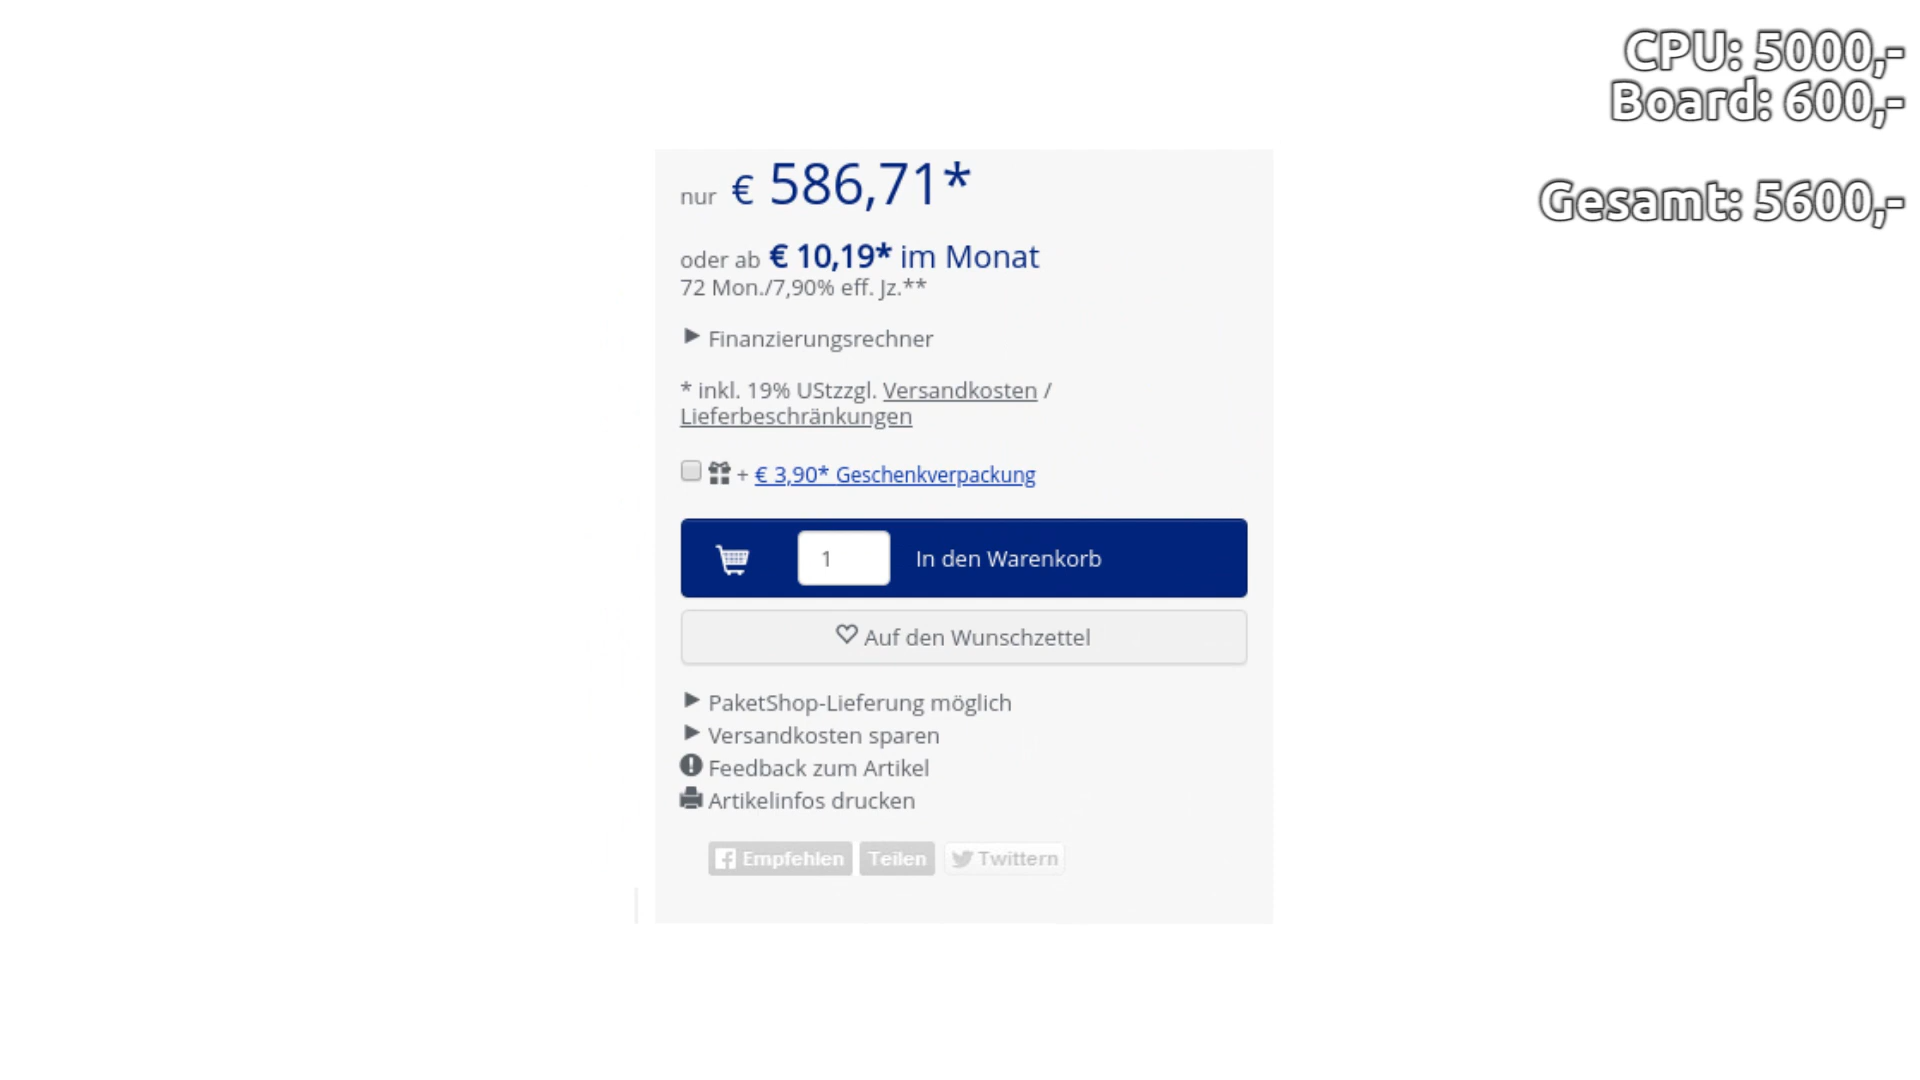 CPU: 5000,-
Board: 600,-
Gesamt: 5600,-
nur € 586,71*
oder ab € 10,19* im Monat
72 Mon./7,90% eff. Jz.**
Finanzierungsrechner
* inkl. 19% UStzzgl. Versandkosten /
Lieferbeschränkungen
+ € 3,90* Geschenkverpackung
1 In den Warenkorb
Auf den Wunschzettel
PaketShop-Lieferung möglich
Versandkosten sparen
Feedback zum Artikel
Artikelinfos drucken
Empfehlen Teilen Twittern